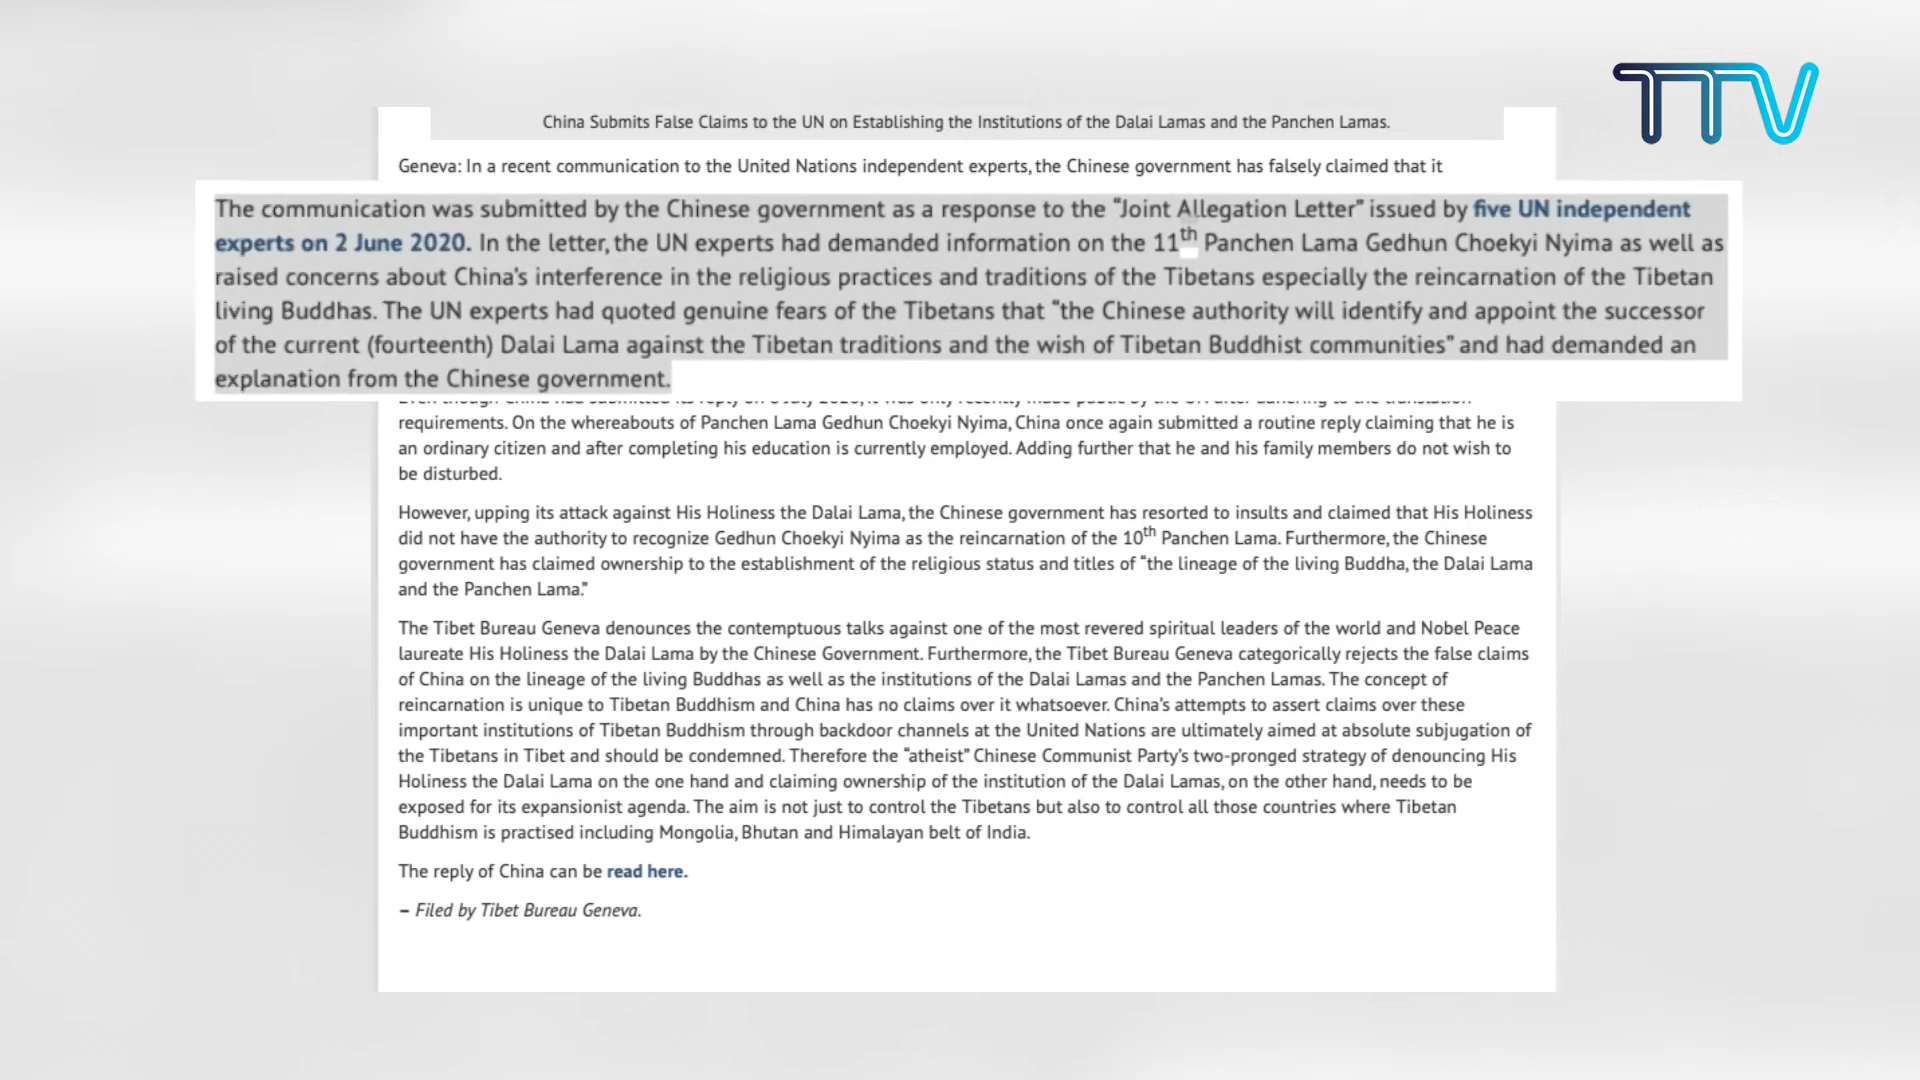 TTV
China Submits False Claims to the UN on Establishing the Institutions of the Dalai Lamas and the Panchen Lamas.
Geneva: In a recent communication to the United Nations independent experts, the Chinese government has falsely claimed that it
The communication was submitted by the Chinese government as a response to the “Joint Allegation Letter” issued by five UN independent
experts on 2 June 2020. In the letter, the UN experts had demanded information on the 11th Panchen Lama Gedhun Choekyi Nyima as well as
raised concerns about China’s interference in the religious practices and traditions of the Tibetans especially the reincarnation of the Tibetan
living Buddhas. The UN experts had quoted genuine fears of the Tibetans that “the Chinese authority will identify and appoint the successor
of the current (fourteenth) Dalai Lama against the Tibetan traditions and the wish of Tibetan Buddhist communities” and had demanded an
explanation from the Chinese government.
requirements. On the whereabouts of Panchen Lama Gedhun Choekyi Nyima, China once again submitted a routine reply claiming that he is
an ordinary citizen and after completing his education is currently employed. Adding further that he and his family members do not wish to
be disturbed.
However, upping its attack against His Holiness the Dalai Lama, the Chinese government has resorted to insults and claimed that His Holiness
did not have the authority to recognize Gedhun Choekyi Nyima as the reincarnation of the 10th Panchen Lama. Furthermore, the Chinese
government has claimed ownership to the establishment of the religious status and titles of “the lineage of the living Buddha, the Dalai Lama
and the Panchen Lama.”
The Tibet Bureau Geneva denounces the contemptuous talks against one of the most revered spiritual leaders of the world and Nobel Peace
laureate His Holiness the Dalai Lama by the Chinese Government. Furthermore, the Tibet Bureau Geneva categorically rejects the false claims
of China on the lineage of the living Buddhas as well as the institutions of the Dalai Lamas and the Panchen Lamas. The concept of
reincarnation is unique to Tibetan Buddhism and China has no claims over it whatsoever. China’s attempts to assert claims over these
important institutions of Tibetan Buddhism through backdoor channels at the United Nations are ultimately aimed at absolute subjugation of
the Tibetans in Tibet and should be condemned. Therefore the “atheist” Chinese Communist Party’s two-pronged strategy of denouncing His
Holiness the Dalai Lama on the one hand and claiming ownership of the institution of the Dalai Lamas, on the other hand, needs to be
exposed for its expansionist agenda. The aim is not just to control the Tibetans but also to control all those countries where Tibetan
Buddhism is practised including Mongolia, Bhutan and Himalayan belt of India.
The reply of China can be read here.
– Filed by Tibet Bureau Geneva.